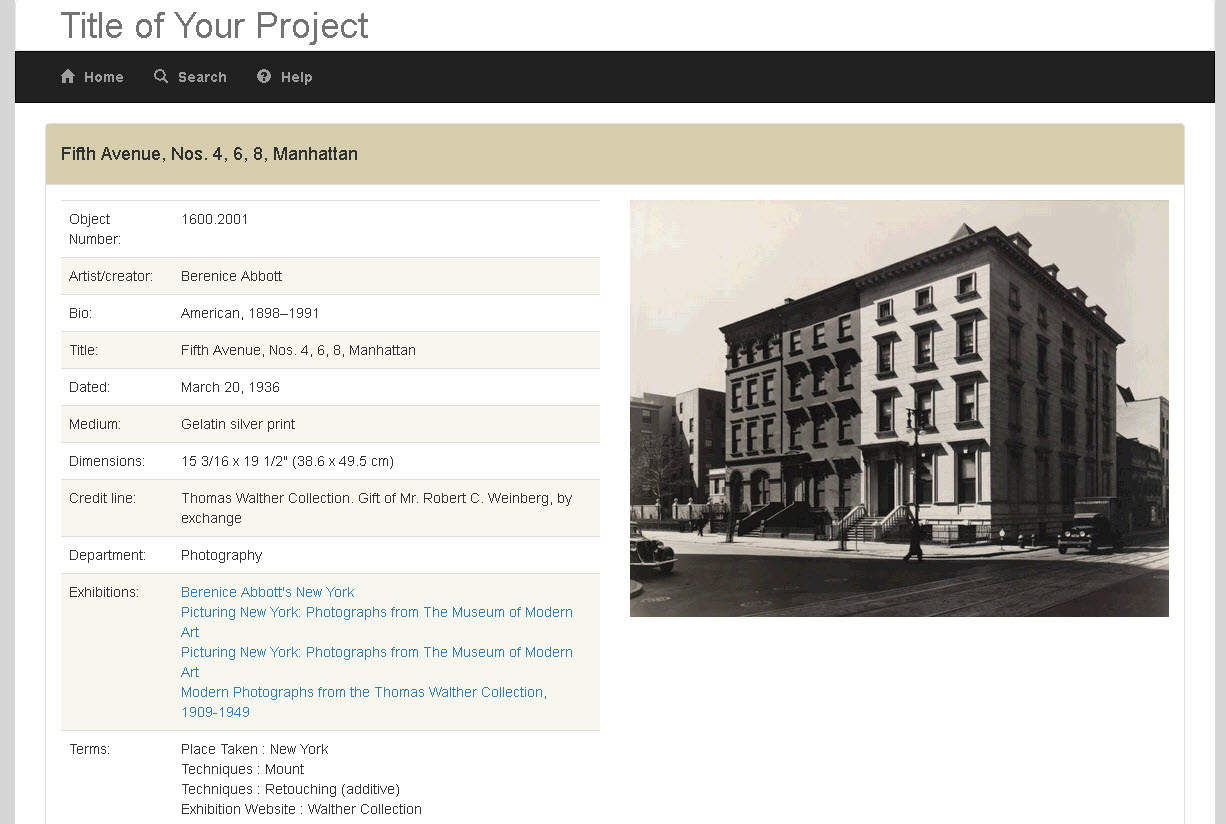 Title of Your Project
Home Search Help
Fifth Avenue, Nos. 4, 6, 8, Manhattan
Object
Number: 1600.2001
Artist/creator: Berenice Abbott
Bio: American, 1898–1991
Title: Fifth Avenue, Nos. 4, 6, 8, Manhattan
Dated: March 20, 1936
Medium: Gelatin silver print
Dimensions: 15 3/16 x 19 1/2" (38.6 x 49.5 cm)
Credit line: Thomas Walther Collection. Gift of Mr. Robert C. Weinberg, by
exchange
Department: Photography
Exhibitions: Berenice Abbott's New York
Picturing New York: Photographs from The Museum of Modern
Art
Picturing New York: Photographs from The Museum of Modern
Art
Modern Photographs from the Thomas Walther Collection,
1909-1949
Terms: Place Taken : New York
Techniques : Mount
Techniques : Retouching (additive)
Exhibition Website : Walther Collection